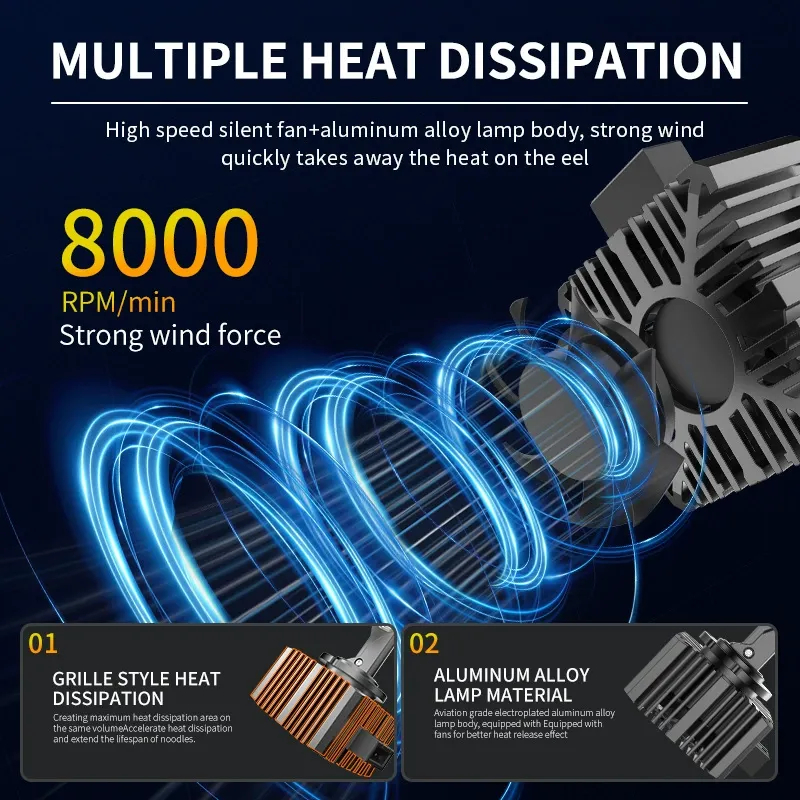 MULTIPLE HEAT DISSIPATION
High speed silent fan+aluminum alloy lamp body, strong wind
quickly takes away the heat on the eel
8000
RPM/min
Strong wind force
01
GRILLE STYLE HEAT
DISSIPATION
Creating maximum heat dissipation area on
the same volumeAccelerate heat dissipation
and extend the lifespan of noodles.
02
ALUMINUM ALLOY
LAMP MATERIAL
Aviation grade electroplated aluminum alloy
lamp body, equipped with Equipped with
fans for better heat release effect